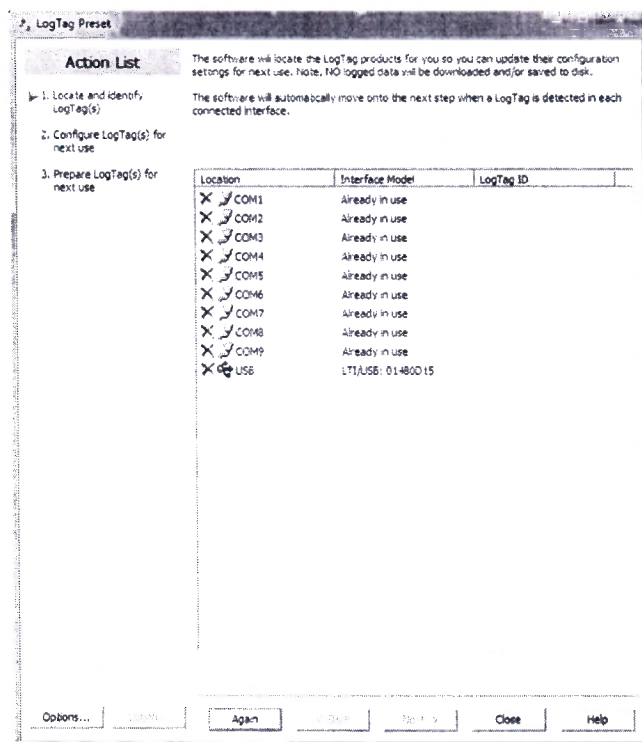 LogTag Preset
Action List
The software will locate the LogTag products for you so you can update their configuration
settings for next use. Note, NO logged data will be downloaded and/or saved to disk.
1. Locate and identify
LogTag(s)
The software will automatically move onto the next step when a LogTag is detected in each
connected interface.
2. Configure LogTag(s) for
next use
3. Prepare LogTag(s) for
next use
Location Interface Model LogTag ID
COM1 Already in use
COM2 Already in use
COM3 Already in use
COM4 Already in use
COM5 Already in use
COM6 Already in use
COM7 Already in use
COM8 Already in use
COM9 Already in use
USB LTI/USB: 01480D15
Options... Again Close Help